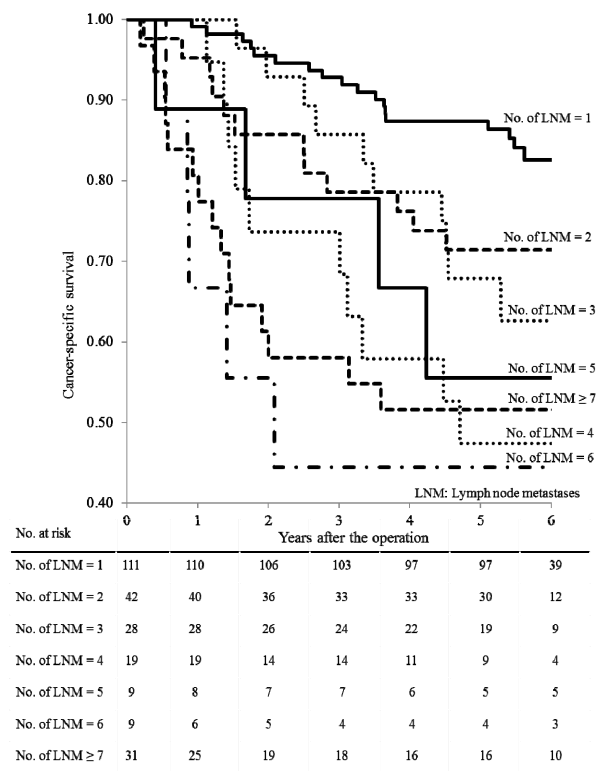 1.00
0.90
0.80
0.70
0.60
0.50
0.40
Cancer-specific survival
No. of LNM = 1
No. of LNM = 2
No. of LNM = 3
No. of LNM = 5
No. of LNM ≥ 7
No. of LNM = 4
No. of LNM = 6
LNM: Lymph node metastases
0 1 2 3 4 5 6
No. at risk
Years after the operation
No. of LNM = 1 111 110 106 103 97 97 39
No. of LNM = 2 42 40 36 33 33 30 12
No. of LNM = 3 28 28 26 24 22 19 9
No. of LNM = 4 19 19 14 14 11 9 4
No. of LNM = 5 9 8 7 7 6 5 5
No. of LNM = 6 9 6 5 4 4 4 3
No. of LNM ≥ 7 31 25 19 18 16 16 10